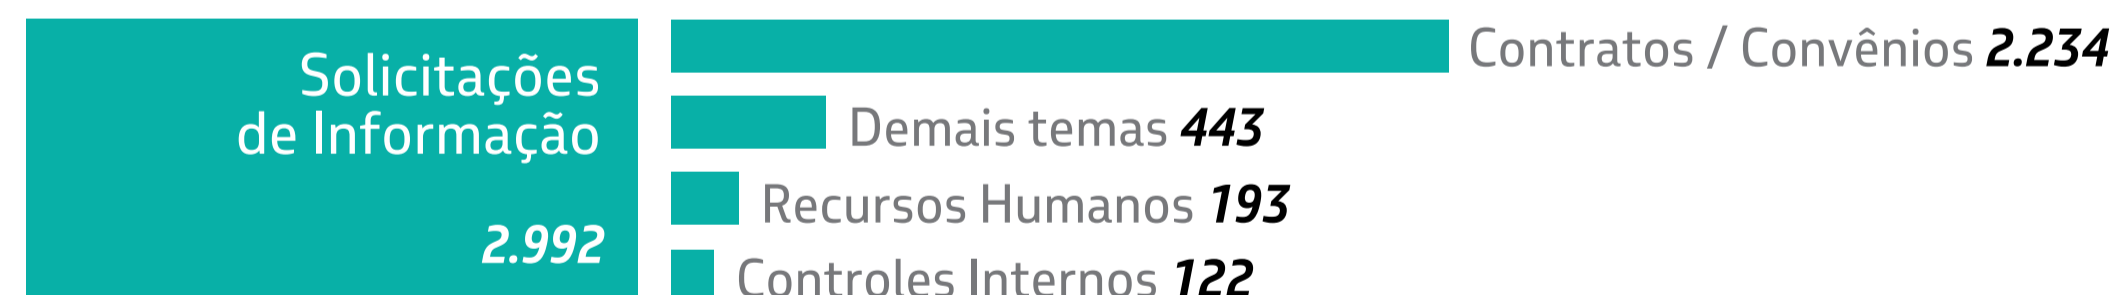 Solicitações
de Informação
2.992
Contratos / Convênios 2.234
Demais temas 443
Recursos Humanos 193
Controles Internos 122